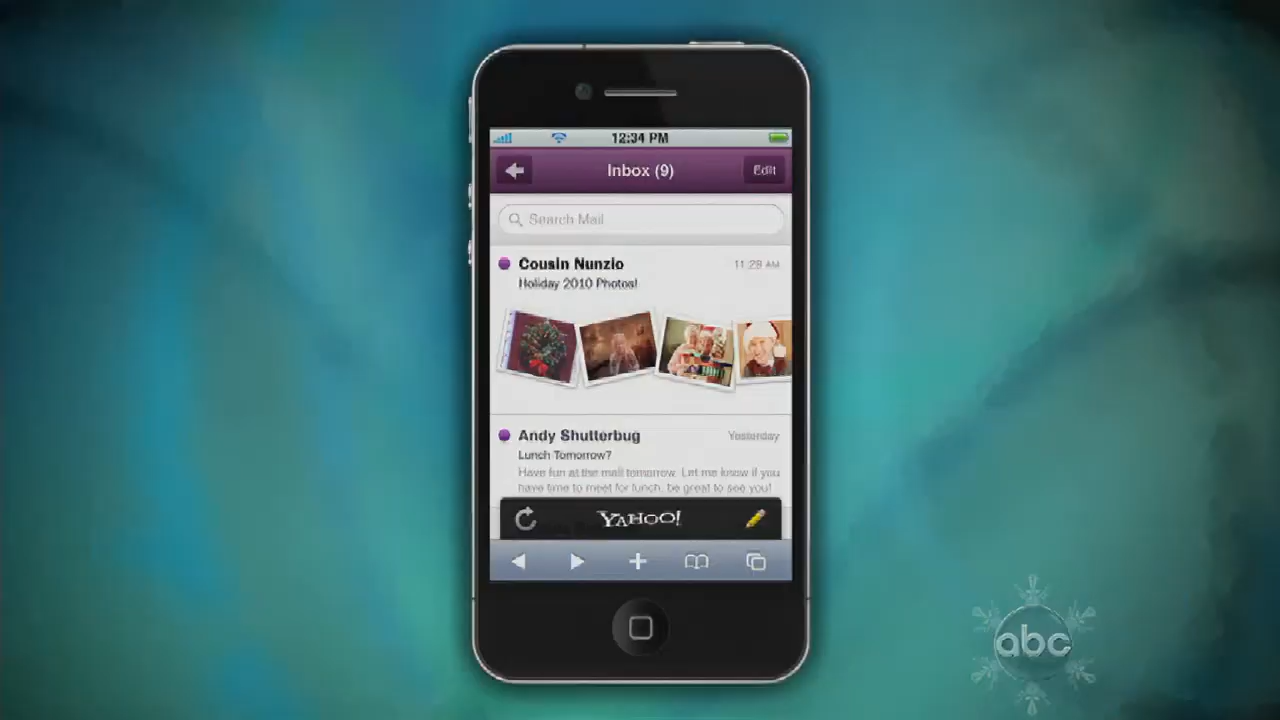 12:34 PM
Inbox (9)
Edit
Search Mail
Cousin Nunzio
11:28 AM
Holiday 2010 Photos!
Andy Shutterbug
Yesterday
Lunch Tomorrow?
Have fun at the mall tomorrow. Let me know if you
have time to meet for lunch, be great to see you!
YAHOO!
abc